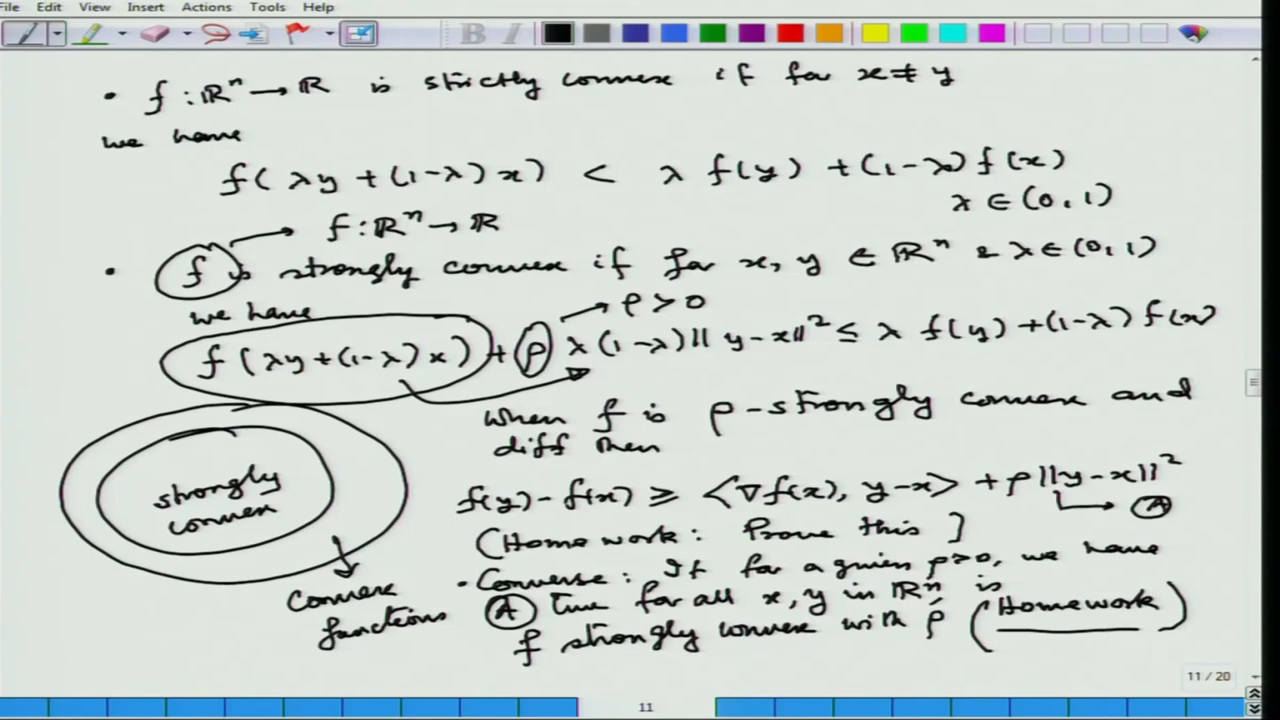 File Edit View Insert Actions Tools Help
• f : ℝⁿ → ℝ is strictly convex if for x ≠ y
we have
f(λy + (1-λ)x) < λ f(y) + (1-λ) f(x)
λ ∈ (0,1)
f : ℝⁿ → ℝ
• f is strongly convex if for x, y ∈ ℝⁿ & λ ∈ (0,1)
we have
ρ > 0
f(λy + (1-λ)x) + ρ λ(1-λ)||y-x||² ≤ λ f(y) + (1-λ) f(x)
When f is ρ-strongly convex and
diff then
strongly
convex
f(y) - f(x) ≥ <∇f(x), y-x> + ρ||y-x||²
A
(Home work : Prove this ]
• Converse : If for a given ρ>0, we have
Convex
functions
A true for all x, y in ℝⁿ is
f strongly convex with ρ (Homework)
11 / 20
11